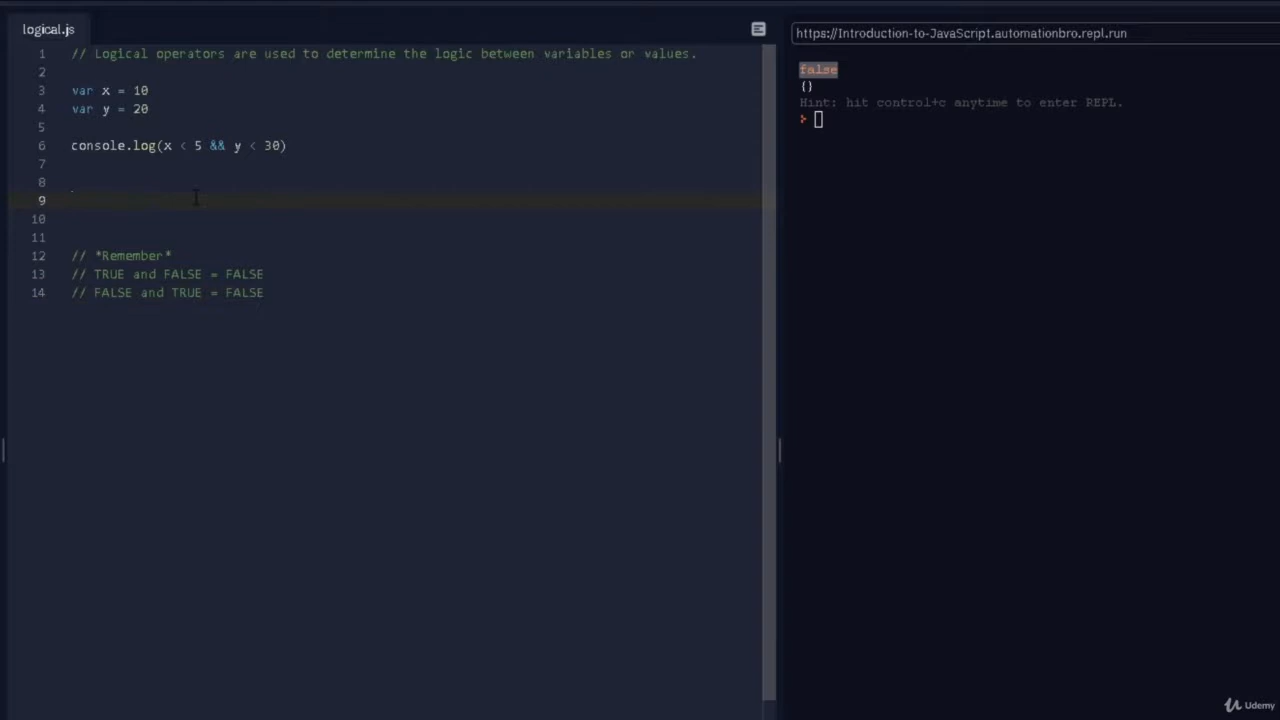 logical.js
1 // Logical operators are used to determine the logic between variables or values.
2
3 var x = 10
4 var y = 20
5
6 console.log(x < 5 && y < 30)
7
8
9
10
11
12 // *Remember*
13 // TRUE and FALSE = FALSE
14 // FALSE and TRUE = FALSE
https://Introduction-to-JavaScript.automationbro.repl.run
false
{}
Hint: hit control+c anytime to enter REPL.
>
Udemy